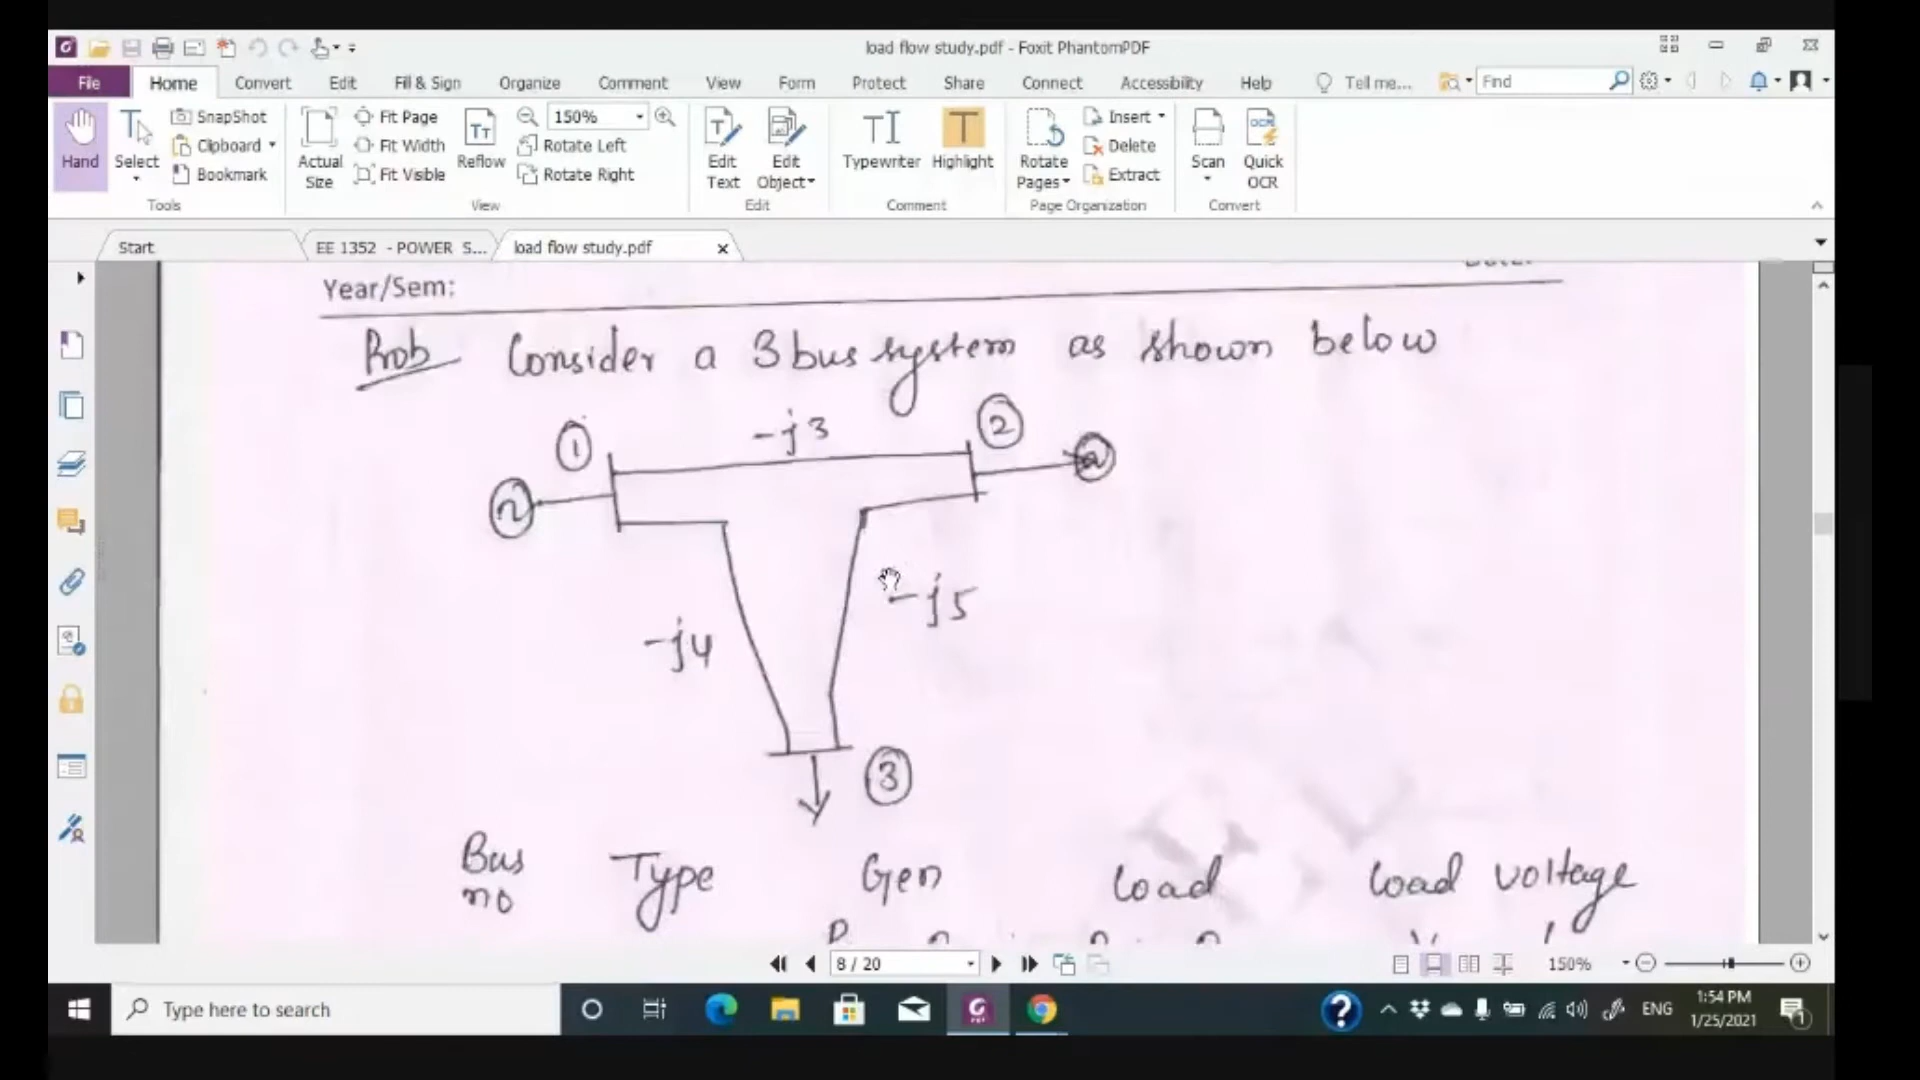 load flow study.pdf - Foxit PhantomPDF
File Home Convert Edit Fill & Sign Organize Comment View Form Protect Share Connect Accessibility Help Tell me... Find
Hand
Select
SnapShot
Clipboard
Bookmark
Tools
Actual Size
Fit Page
Fit Width
Fit Visible
Reflow
150%
Rotate Left
Rotate Right
View
Edit Text
Edit Object
Edit
Typewriter
Highlight
Comment
Rotate Pages
Insert
Delete
Extract
Page Organization
Scan
Quick OCR
Convert
Start
EE 1352 - POWER S...
load flow study.pdf
Year/Sem:
Prob Consider a 3 bus system as shown below
1
-j3
2
-j4
-j5
3
Bus no Type Gen Load Load voltage
8 / 20
150%
Type here to search
ENG
1:54 PM
1/25/2021